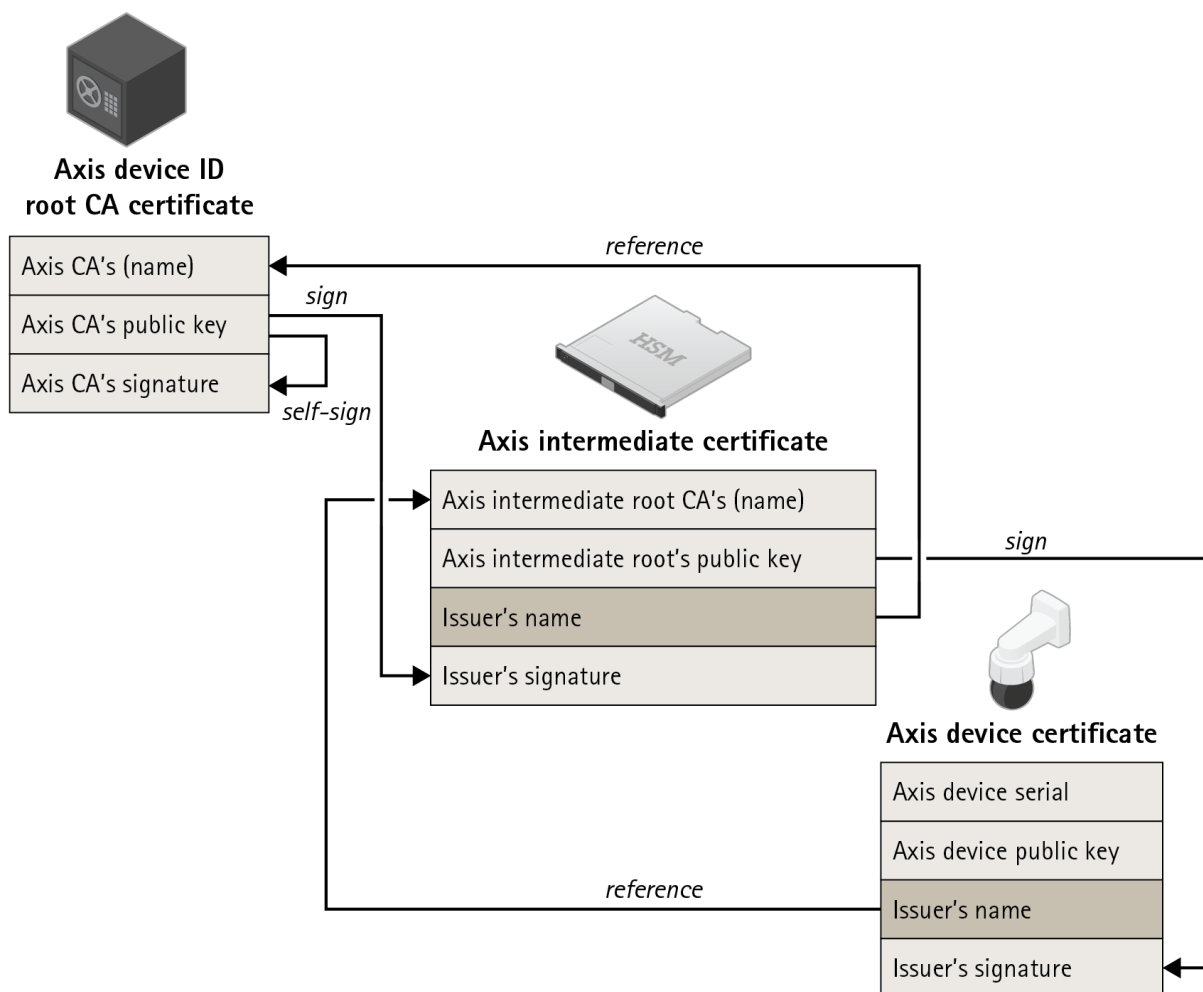 Axis device ID
root CA certificate
Axis CA's (name)
Axis CA's public key
Axis CA's signature
reference
sign
self-sign
HSM
Axis intermediate certificate
Axis intermediate root CA's (name)
Axis intermediate root's public key
Issuer's name
Issuer's signature
sign
Axis device certificate
Axis device serial
Axis device public key
Issuer's name
Issuer's signature
reference